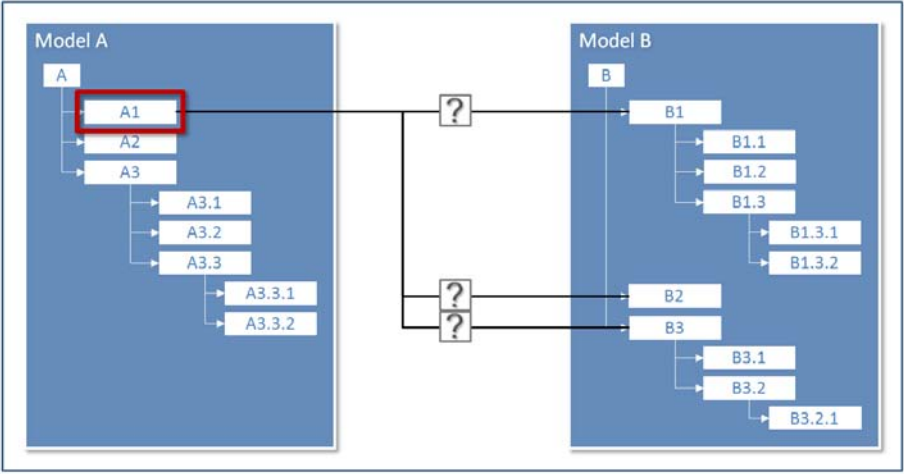 Model A
A
A1
A2
A3
A3.1
A3.2
A3.3
A3.3.1
A3.3.2
?
?
?
Model B
B
B1
B1.1
B1.2
B1.3
B1.3.1
B1.3.2
B2
B3
B3.1
B3.2
B3.2.1